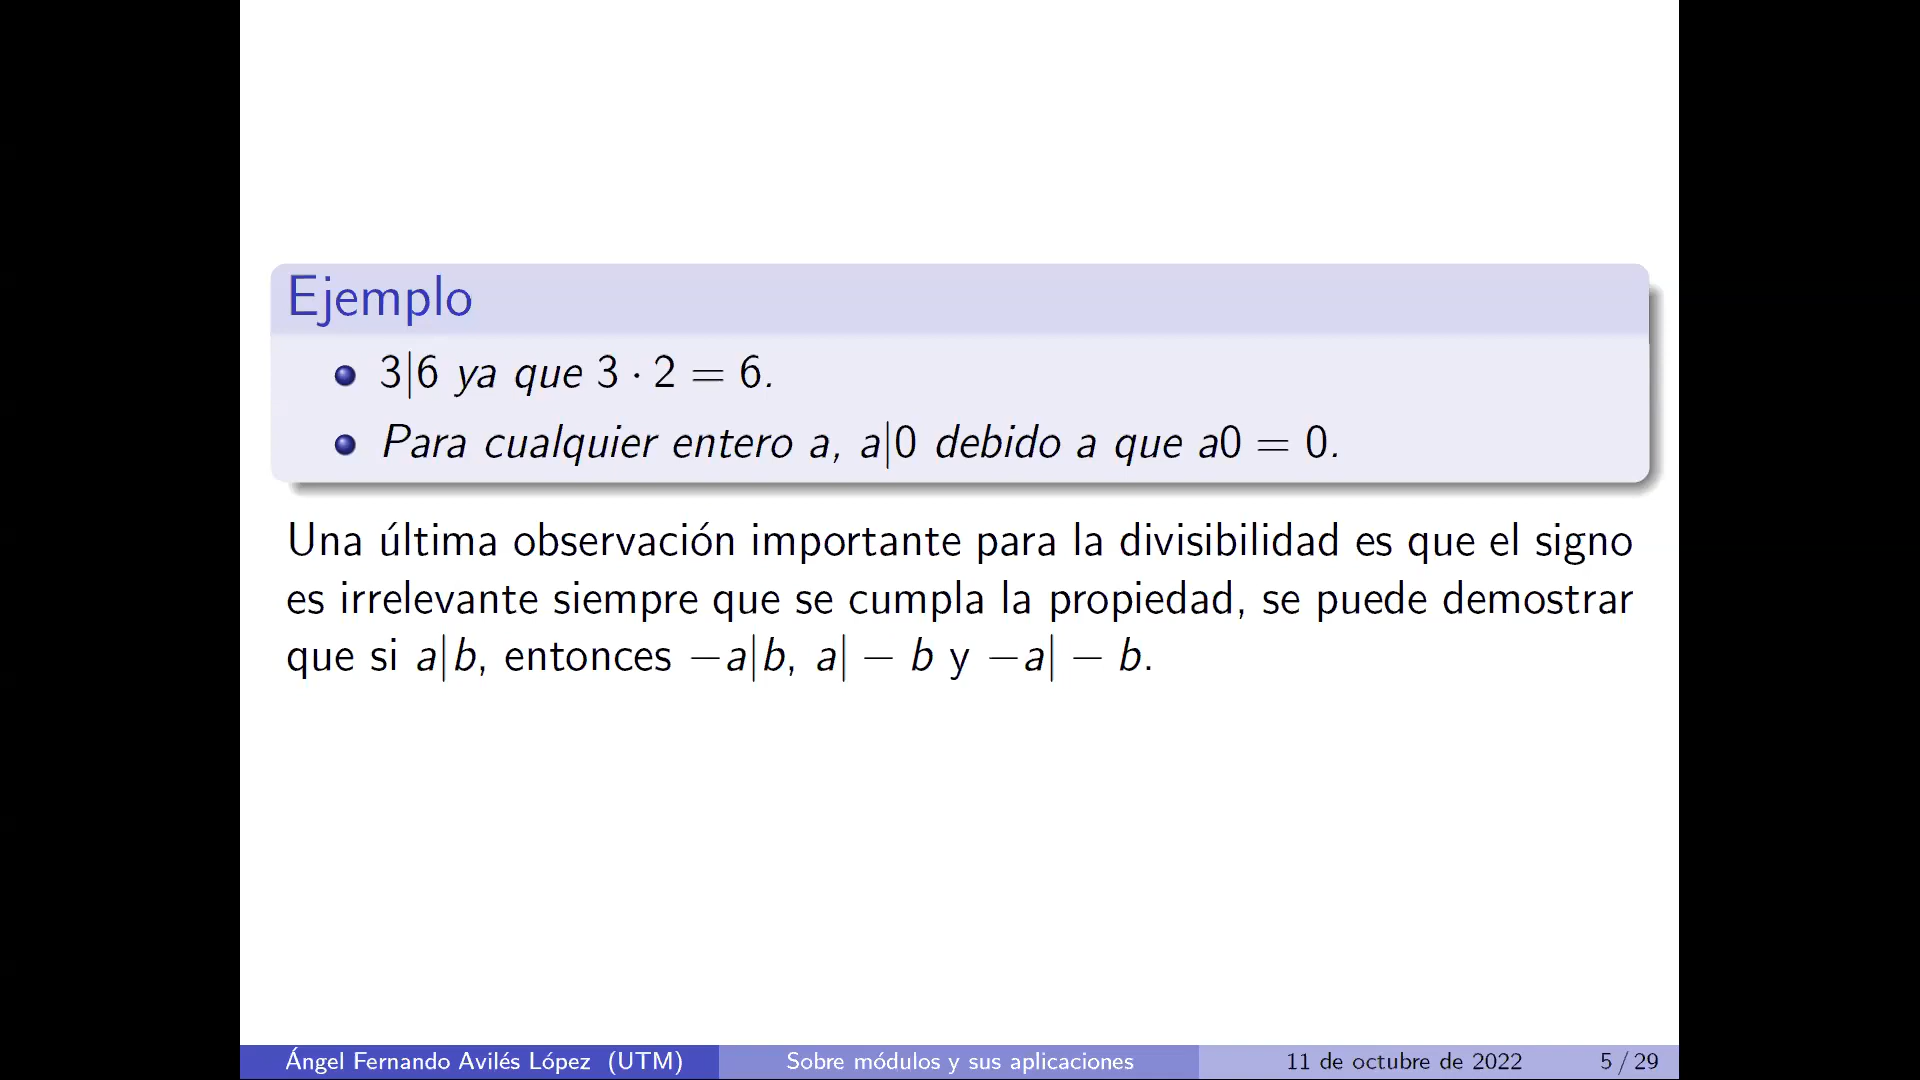 Ejemplo
3|6 ya que 3 · 2 = 6.
Para cualquier entero a, a|0 debido a que a0 = 0.
Una última observación importante para la divisibilidad es que el signo
es irrelevante siempre que se cumpla la propiedad, se puede demostrar
que si a|b, entonces −a|b, a| − b y −a| − b.
Ángel Fernando Avilés López (UTM) Sobre módulos y sus aplicaciones 11 de octubre de 2022 5 / 29